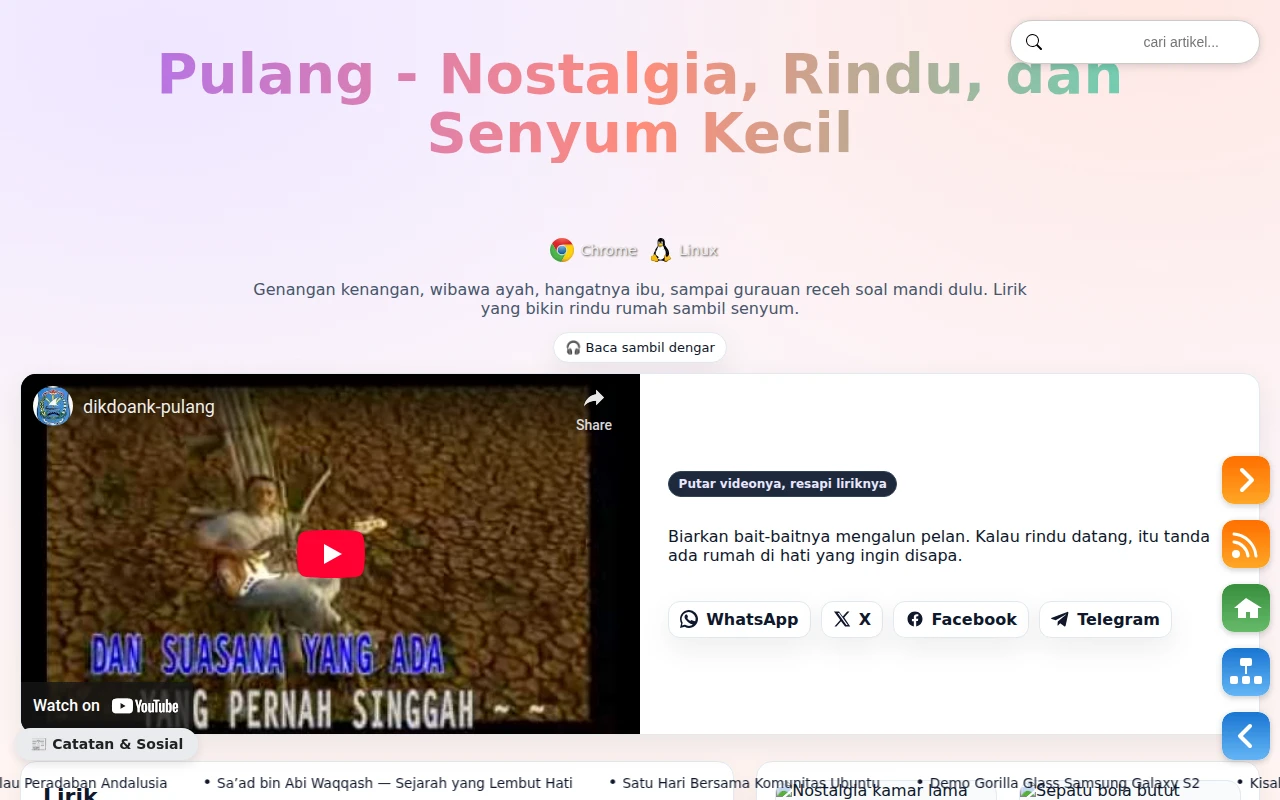 cari artikel...
Pulang - Nostalgia, Rindu, dan
Senyum Kecil
Chrome Linux
Genangan kenangan, wibawa ayah, hangatnya ibu, sampai gurauan receh soal mandi dulu. Lirik
yang bikin rindu rumah sambil senyum.
🎧 Baca sambil dengar
dikdoank-pulang
Share
DAN SUASANA YANG ADA
YANG PERNAH SINGGAH ~ ~
Watch on YouTube
Putar videonya, resapi liriknya
Biarkan bait-baitnya mengalun pelan. Kalau rindu datang, itu tanda
ada rumah di hati yang ingin disapa.
WhatsApp X Facebook Telegram
📰 Catatan & Sosial
lau Peradaban Andalusia • Sa’ad bin Abi Waqqash — Sejarah yang Lembut Hati • Satu Hari Bersama Komunitas Ubuntu • Demo Gorilla Glass Samsung Galaxy S2 • Kisal
Lirik
Nostalgia kamar lama
Sepatu bola butut